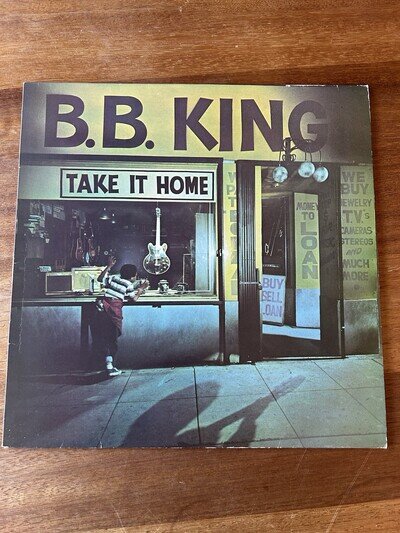 B.B. KING
TAKE IT HOME
WE
BUY
JEWELRY
T.V.'s
CAMERAS
STEREOS
AND
MUCH
MORE
MONEY
TO
LOAN
BUY
SELL
LOAN